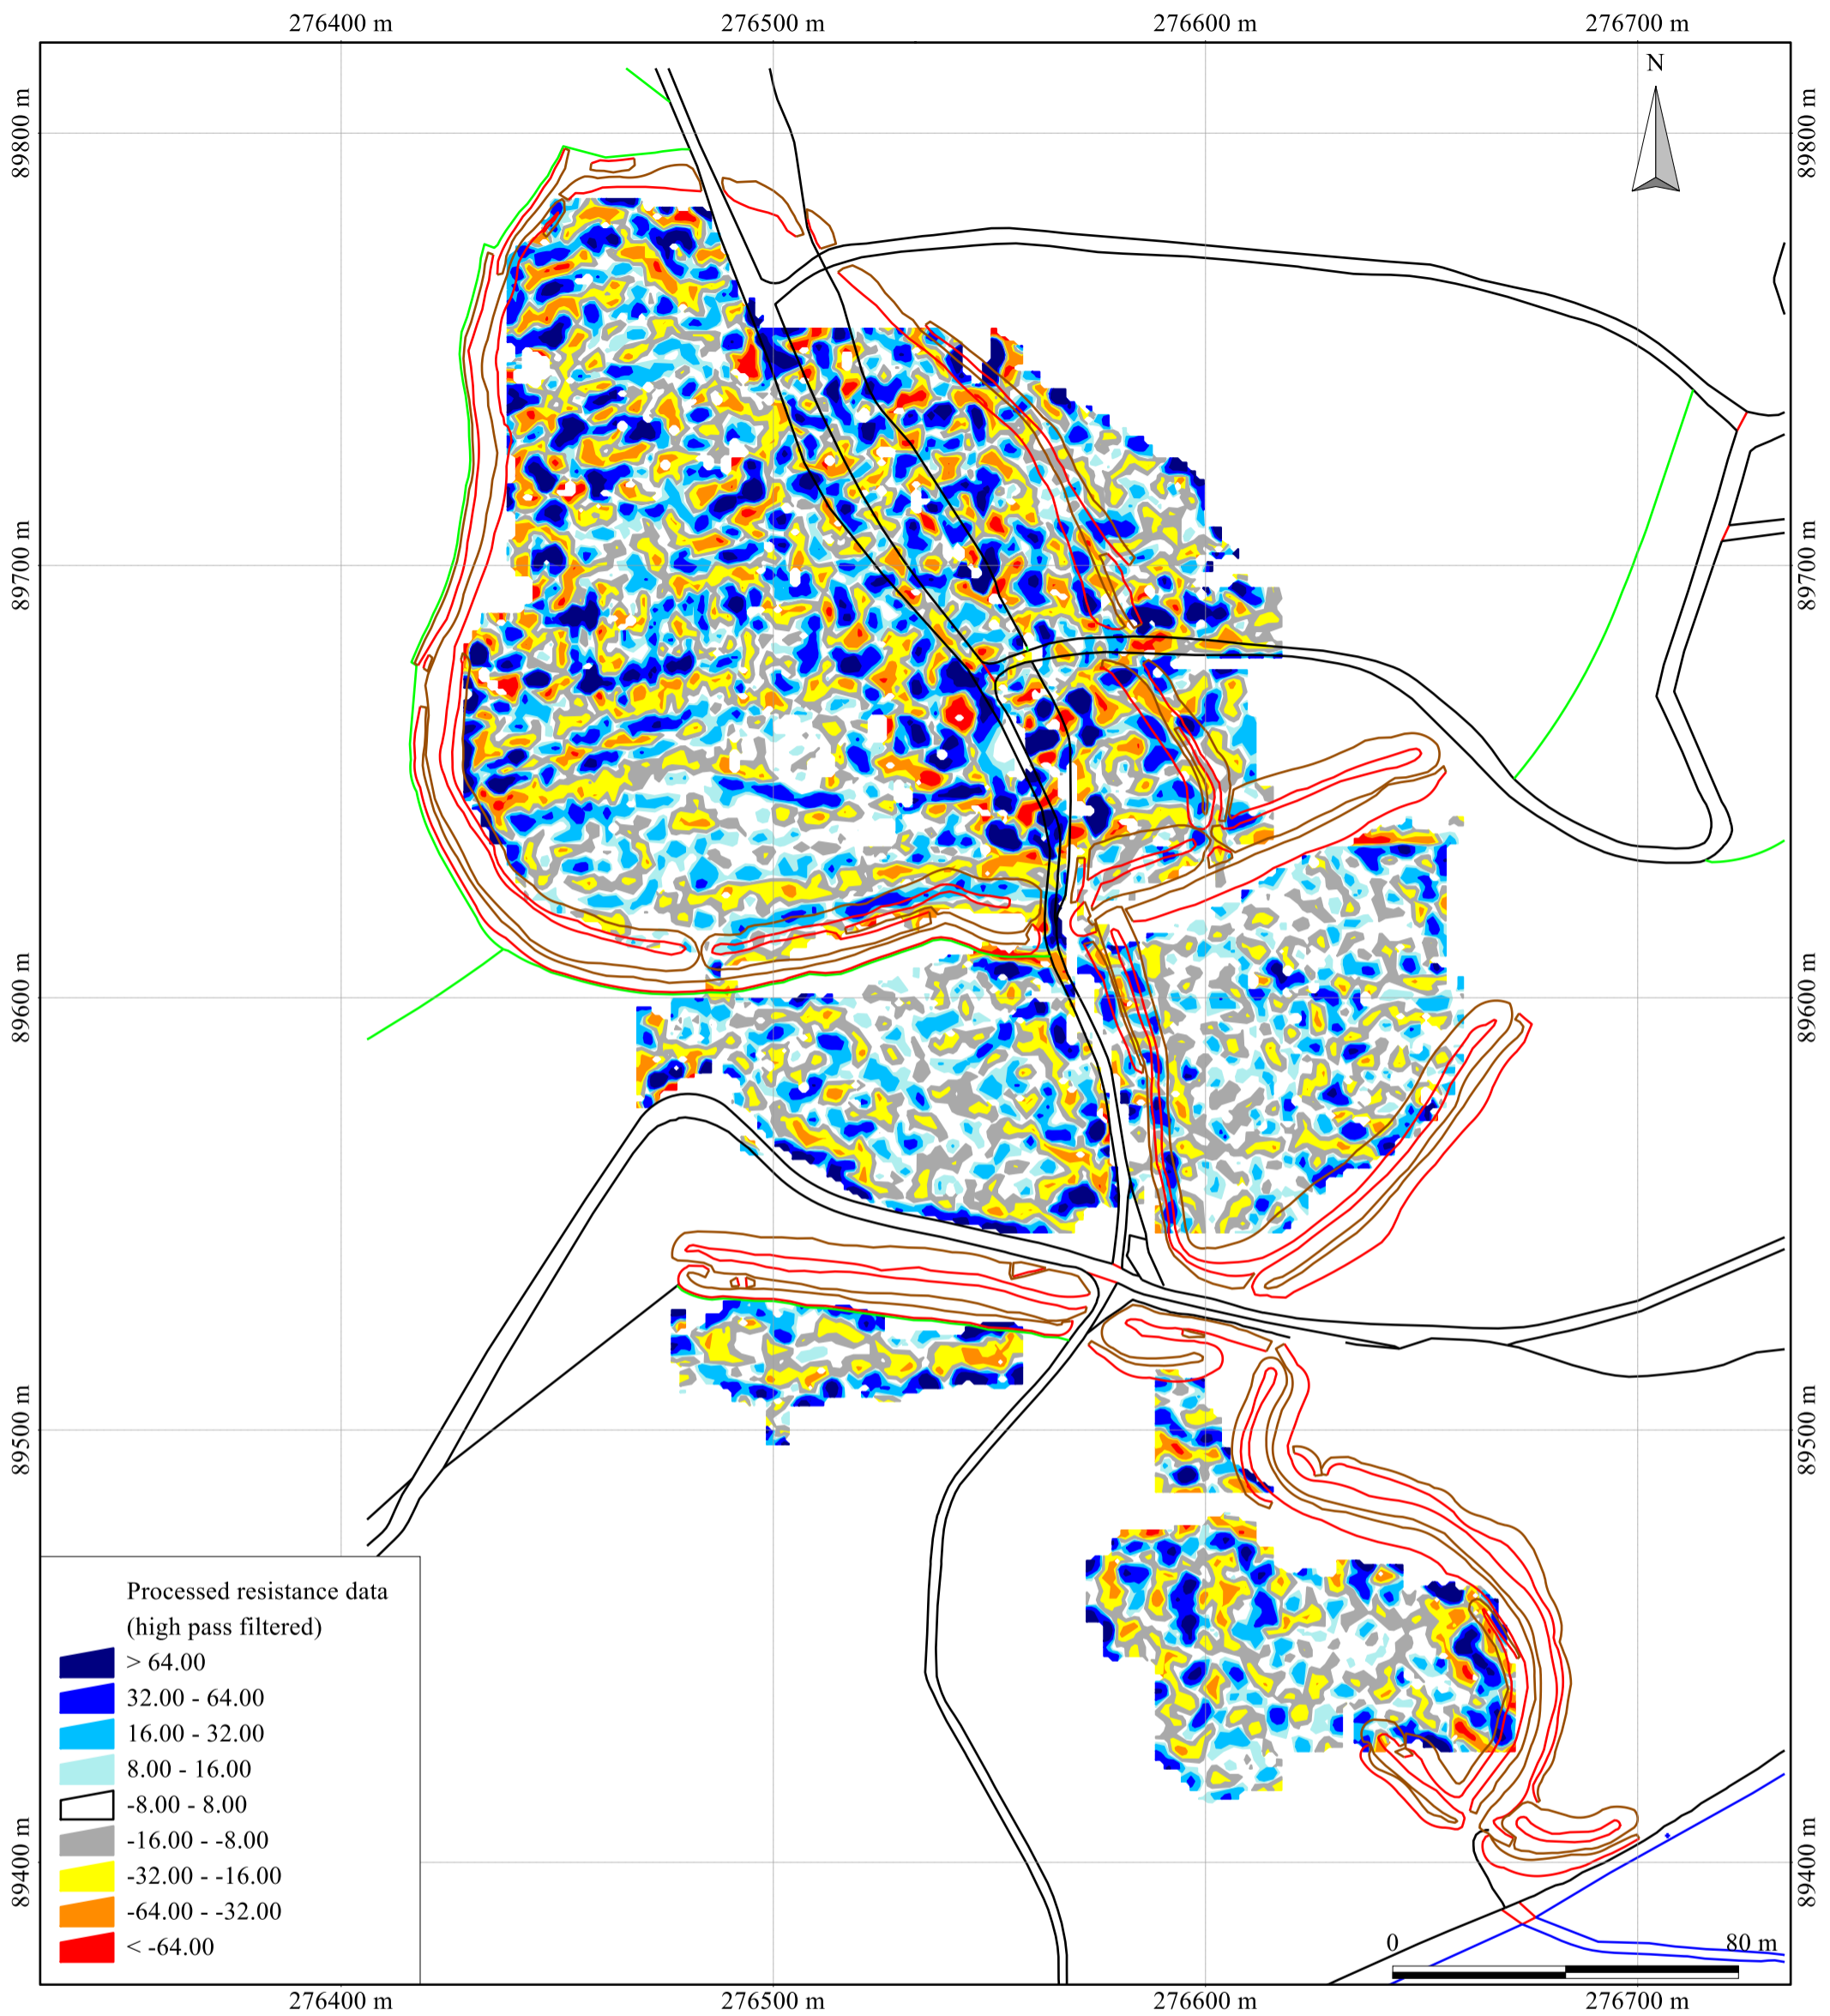 276400 m 276500 m 276600 m 276700 m
N
89800 m 89800 m
89700 m 89700 m
89600 m 89600 m
89500 m 89500 m
89400 m 89400 m
Processed resistance data
(high pass filtered)
> 64.00
32.00 - 64.00
16.00 - 32.00
8.00 - 16.00
-8.00 - 8.00
-16.00 - -8.00
-32.00 - -16.00
-64.00 - -32.00
< -64.00
0 80 m
276400 m 276500 m 276600 m 276700 m